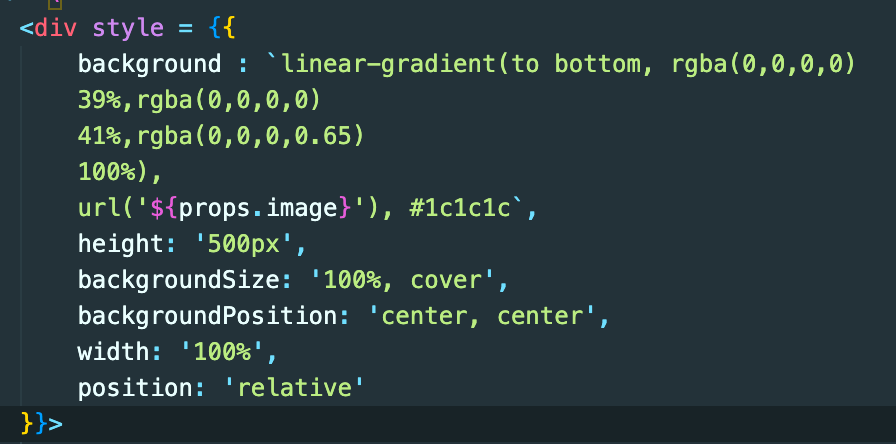 <div style = {{
background : `linear-gradient(to bottom, rgba(0,0,0,0)
39%,rgba(0,0,0,0)
41%,rgba(0,0,0,0.65)
100%),
url('${props.image}'), #1c1c1c`,
height: '500px',
backgroundSize: '100%, cover',
backgroundPosition: 'center, center',
width: '100%',
position: 'relative'
}}>